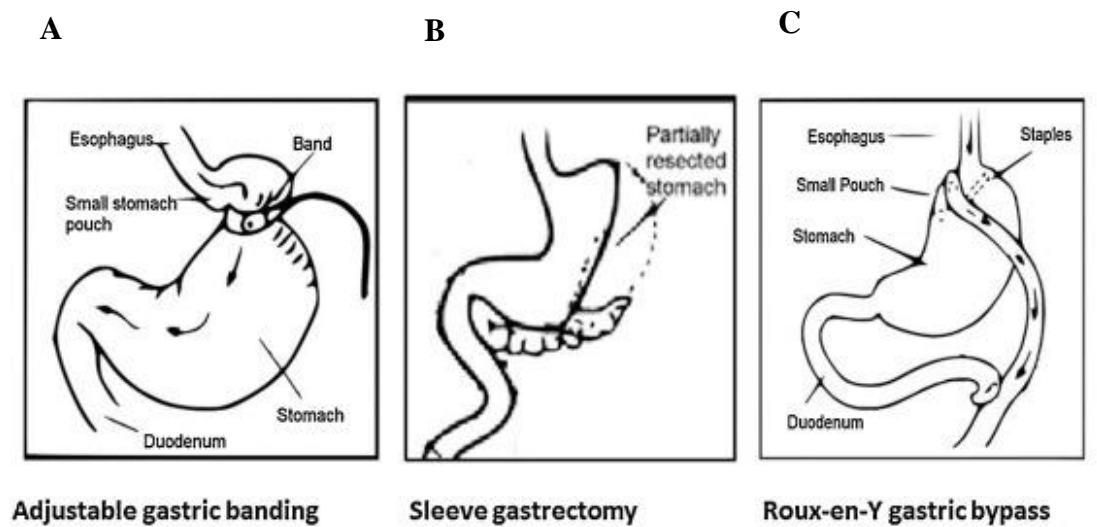 A
B
C
Esophagus
Band
Small stomach
pouch
Stomach
Duodenum
Partially
resected
stomach
Esophagus
Staples
Small Pouch
Stomach
Duodenum
Adjustable gastric banding
Sleeve gastrectomy
Roux-en-Y gastric bypass